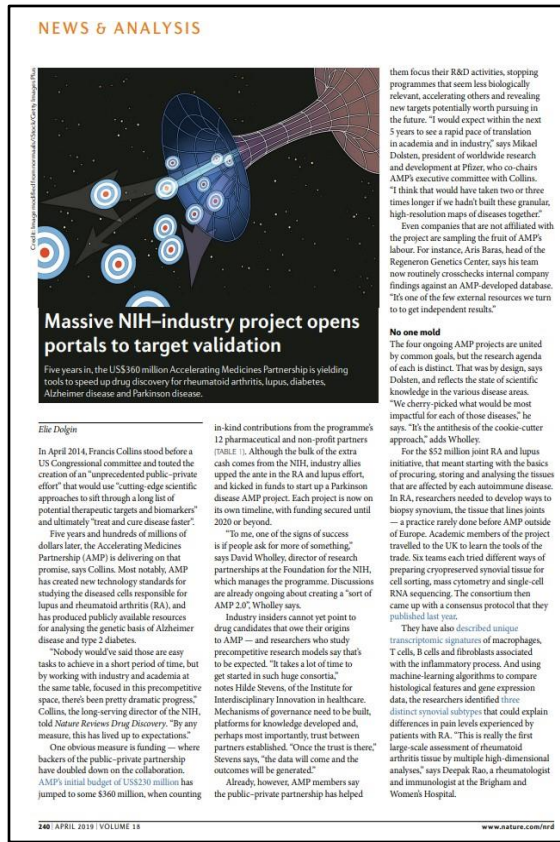 NEWS & ANALYSIS
Massive NIH–industry project opens
portals to target validation
Five years in, the US$360 million Accelerating Medicines Partnership is yielding
tools to speed up drug discovery for rheumatoid arthritis, lupus, diabetes,
Alzheimer disease and Parkinson disease.
Elie Dolgin
In April 2014, Francis Collins stood before a
US Congressional committee and touted the
creation of an “unprecedented public–private
effort” that would use “cutting-edge scientific
approaches to sift through a long list of
potential therapeutic targets and biomarkers”
and ultimately “treat and cure disease faster”.
Five years and hundreds of millions of
dollars later, the Accelerating Medicines
Partnership (AMP) is delivering on that
promise, says Collins. Most notably, AMP
has created new technology standards for
studying the diseased cells responsible for
lupus and rheumatoid arthritis (RA), and
has produced publicly available resources
for analysing the genetic basis of Alzheimer
disease and type 2 diabetes.
“Nobody would’ve said those are easy
tasks to achieve in a short period of time, but
by working with industry and academia at
the same table, focused in this precompetitive
space, there’s been pretty dramatic progress,”
Collins, the long-serving director of the NIH,
told Nature Reviews Drug Discovery. “By any
measure, this has lived up to expectations.”
One obvious measure is funding — where
backers of the public–private partnership
have doubled down on the collaboration.
AMP’s initial budget of US$230 million has
jumped to some $360 million, when counting
in-kind contributions from the programme’s
12 pharmaceutical and non-profit partners
(TABLE 1). Although the bulk of the extra
cash comes from the NIH, industry allies
upped the ante in the RA and lupus effort,
and kicked in funds to start up a Parkinson
disease AMP project. Each project is now on
its own timeline, with funding secured until
2020 or beyond.
“To me, one of the signs of success
is if people ask for more of something,”
says David Wholley, director of research
partnerships at the Foundation for the NIH,
which manages the programme. Discussions
are already ongoing about creating a “sort of
AMP 2.0”, Wholley says.
Industry insiders cannot yet point to
drug candidates that owe their origins
to AMP — and researchers who study
precompetitive research models say that’s
to be expected. “It takes a lot of time to
get started in such huge consortia,”
notes Hilde Stevens, of the Institute for
Interdisciplinary Innovation in healthcare.
Mechanisms of governance need to be built,
platforms for knowledge developed and,
perhaps most importantly, trust between
partners established. “Once the trust is there,”
Stevens says, “the data will come and the
outcomes will be generated.”
Already, however, AMP members say
the public–private partnership has helped
them focus their R&D activities, stopping
programmes that seem less biologically
relevant, accelerating others and revealing
new targets potentially worth pursuing in
the future. “I would expect within the next
5 years to see a rapid pace of translation
in academia and in industry,” says Mikael
Dolsten, president of worldwide research
and development at Pfizer, who co-chairs
AMP’s executive committee with Collins.
“I think that would have taken two or three
times longer if we hadn’t built these granular,
high-resolution maps of diseases together.”
Even companies that are not affiliated with
the project are sampling the fruit of AMP’s
labour. For instance, Aris Baras, head of the
Regeneron Genetics Center, says his team
now routinely crosschecks internal company
findings against an AMP-developed database.
“It’s one of the few external resources we turn
to to get independent results.”
No one mold
The four ongoing AMP projects are united
by common goals, but the research agenda
of each is distinct. That was by design, says
Dolsten, and reflects the state of scientific
knowledge in the various disease areas.
“We cherry-picked what would be most
impactful for each of those diseases,” he
says. “It’s the antithesis of the cookie-cutter
approach,” adds Wholley.
For the $52 million joint RA and lupus
initiative, that meant starting with the basics
of procuring, storing and analysing the tissues
that are affected by each autoimmune disease.
In RA, researchers needed to develop ways to
biopsy synovium, the tissue that lines joints
— a practice rarely done before AMP outside
of Europe. Academic members of the project
travelled to the UK to learn the tools of the
trade. Six teams each tried different ways of
preparing cryopreserved synovial tissue for
cell sorting, mass cytometry and single-cell
RNA sequencing. The consortium then
came up with a consensus protocol that they
published last year.
They have also described unique
transcriptomic signatures of macrophages,
T cells, B cells and fibroblasts associated
with the inflammatory process. And using
machine-learning algorithms to compare
histological features and gene expression
data, the researchers identified three
distinct synovial subtypes that could explain
differences in pain levels experienced by
patients with RA. “This is really the first
large-scale assessment of rheumatoid
arthritis tissue by multiple high-dimensional
analyses,” says Deepak Rao, a rheumatologist
and immunologist at the Brigham and
Women’s Hospital.
240 | APRIL 2019 | VOLUME 18
www.nature.com/nrd